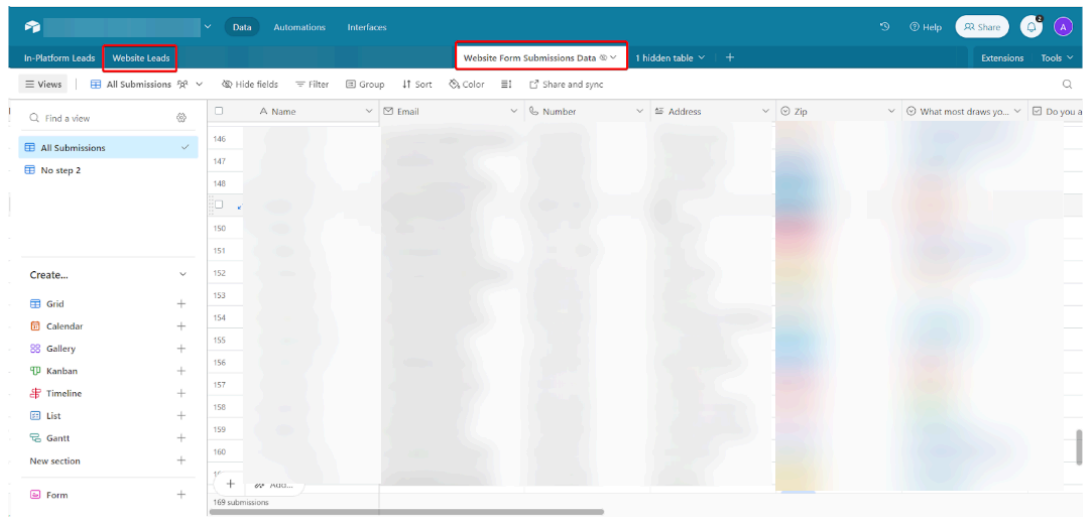 Data Automations Interfaces Help Share 2 A
In-Platform Leads Website Leads Website Form Submissions Data 1 hidden table Extensions Tools
Views All Submissions Hide fields Filter Group Sort Color Share and sync
Find a view
All Submissions
No step 2
Create...
Grid
Calendar
Gallery
Kanban
Timeline
List
Gantt
New section
Form
Name Email Number Address Zip What most draws yo... Do you a
146
147
148
150
151
152
153
154
155
156
157
158
159
160
Add...
169 submissions